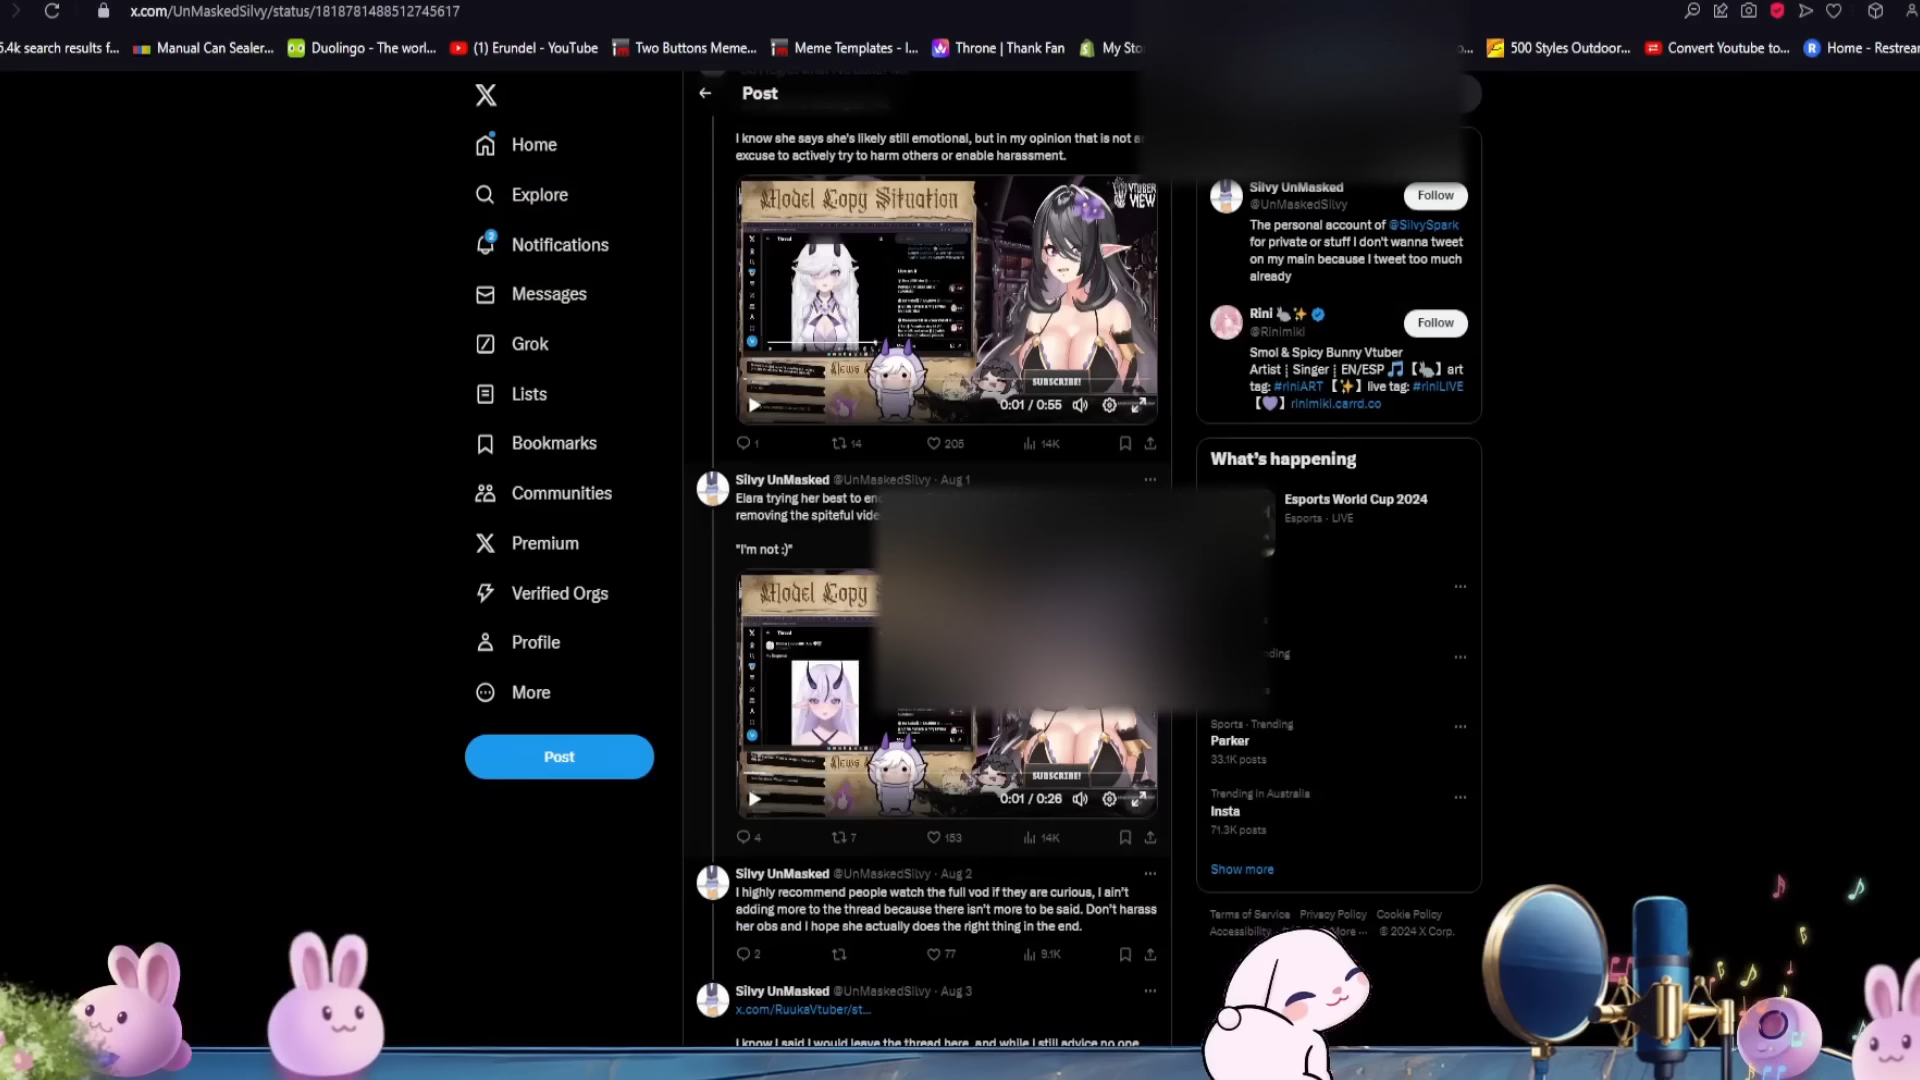 x.com/UnMaskedSilvy/status/1818781488512745617
5.4k search results f...
Manual Can Sealer...
Duolingo - The worl...
(1) Erundel - YouTube
Two Buttons Meme...
Meme Templates - I...
Throne | Thank Fan
My Sto
o...
500 Styles Outdoor...
Convert Youtube to...
Home - Restream
Home
Explore
2
Notifications
Messages
Grok
Lists
Bookmarks
Communities
Premium
Verified Orgs
Profile
More
Post
Post
I know she says she's likely still emotional, but in my opinion that is not a
excuse to actively try to harm others or enable harassment.
Model Copy Situation
VTUBER
VIEW
Thread
News
SUBSCRIBE!
0:01 / 0:55
1
14
205
14K
Silvy UnMasked @UnMaskedSilvy · Aug 1
Elara trying her best to en
removing the spiteful vide
"I'm not :)"
Model Copy
Thread
News
SUBSCRIBE!
0:01 / 0:26
4
7
153
14K
Silvy UnMasked @UnMaskedSilvy · Aug 2
I highly recommend people watch the full vod if they are curious, I ain't
adding more to the thread because there isn't more to be said. Don't harass
her obs and I hope she actually does the right thing in the end.
2
77
9.1K
Silvy UnMasked @UnMaskedSilvy · Aug 3
x.com/RuukaVtuber/st...
I know I said I would leave the thread here, and while I still advice no one
Silvy UnMasked
@UnMaskedSilvy
Follow
The personal account of @SilvySpark
for private or stuff I don't wanna tweet
on my main because I tweet too much
already
Rini
@Rinimiki
Follow
Smol & Spicy Bunny Vtuber
Artist | Singer | EN/ESP 🎵【🐇】art
tag: #riniART【✨】live tag: #riniLIVE
【💜】rinimiki.carrd.co
What's happening
Esports World Cup 2024
Esports · LIVE
nding
Sports · Trending
Parker
33.1K posts
Trending in Australia
Insta
71.3K posts
Show more
Terms of Service Privacy Policy Cookie Policy
Accessibility More ··· © 2024 X Corp.